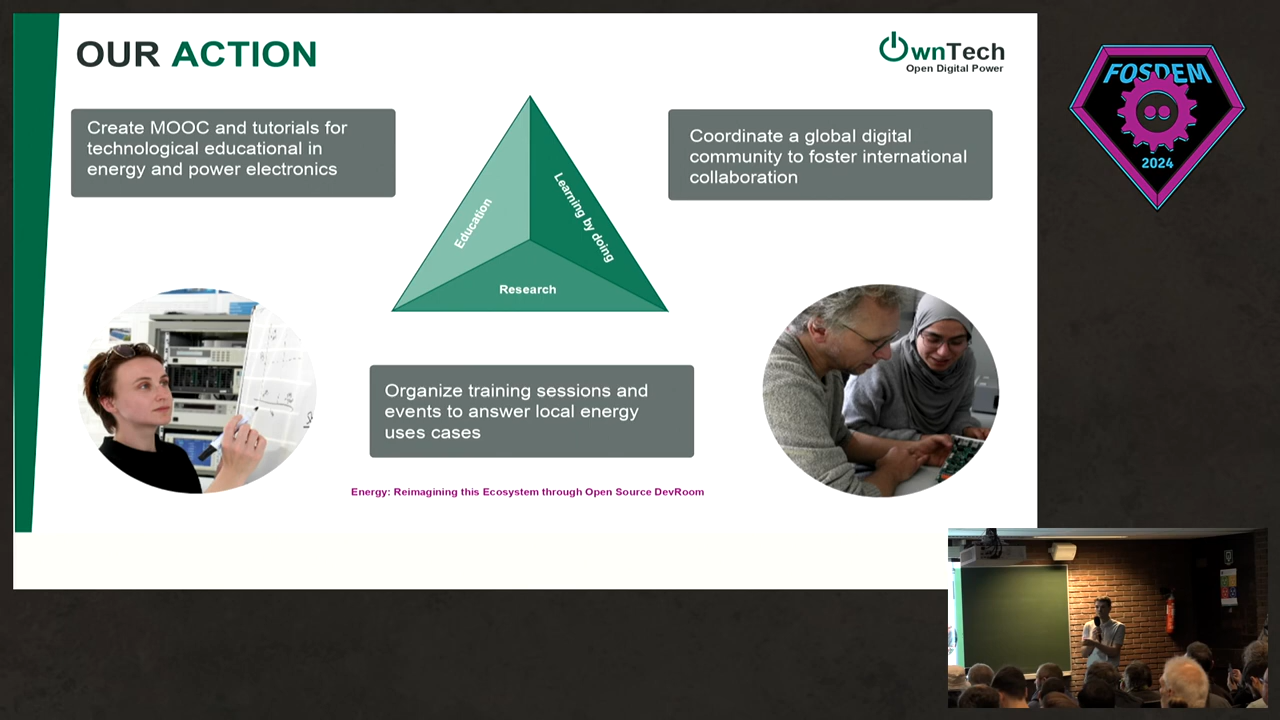 OUR ACTION
OwnTech
Open Digital Power
Create MOOC and tutorials for
technological educational in
energy and power electronics
Coordinate a global digital
community to foster international
collaboration
Education
Learning by doing
Research
Organize training sessions and
events to answer local energy
uses cases
Energy: Reimagining this Ecosystem through Open Source DevRoom
FOSDEM
2024